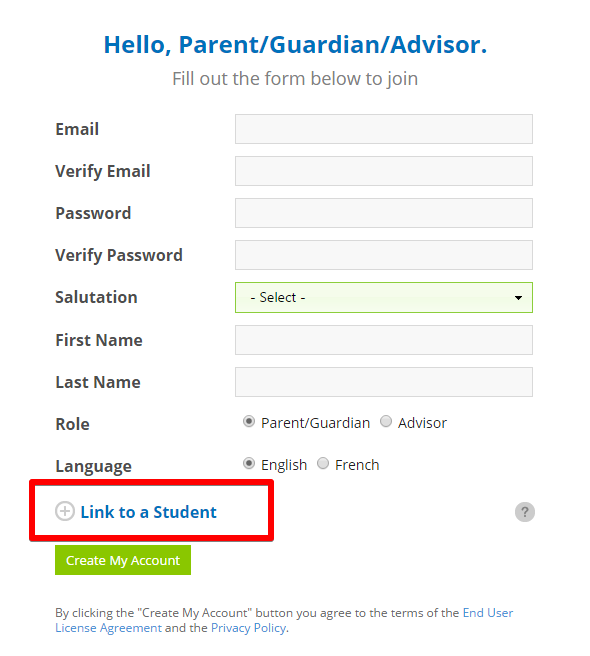 Hello, Parent/Guardian/Advisor.
Fill out the form below to join
Email
Verify Email
Password
Verify Password
Salutation - Select -
First Name
Last Name
Role Parent/Guardian Advisor
Language English French
Link to a Student ?
Create My Account
By clicking the "Create My Account" button you agree to the terms of the End User
License Agreement and the Privacy Policy.